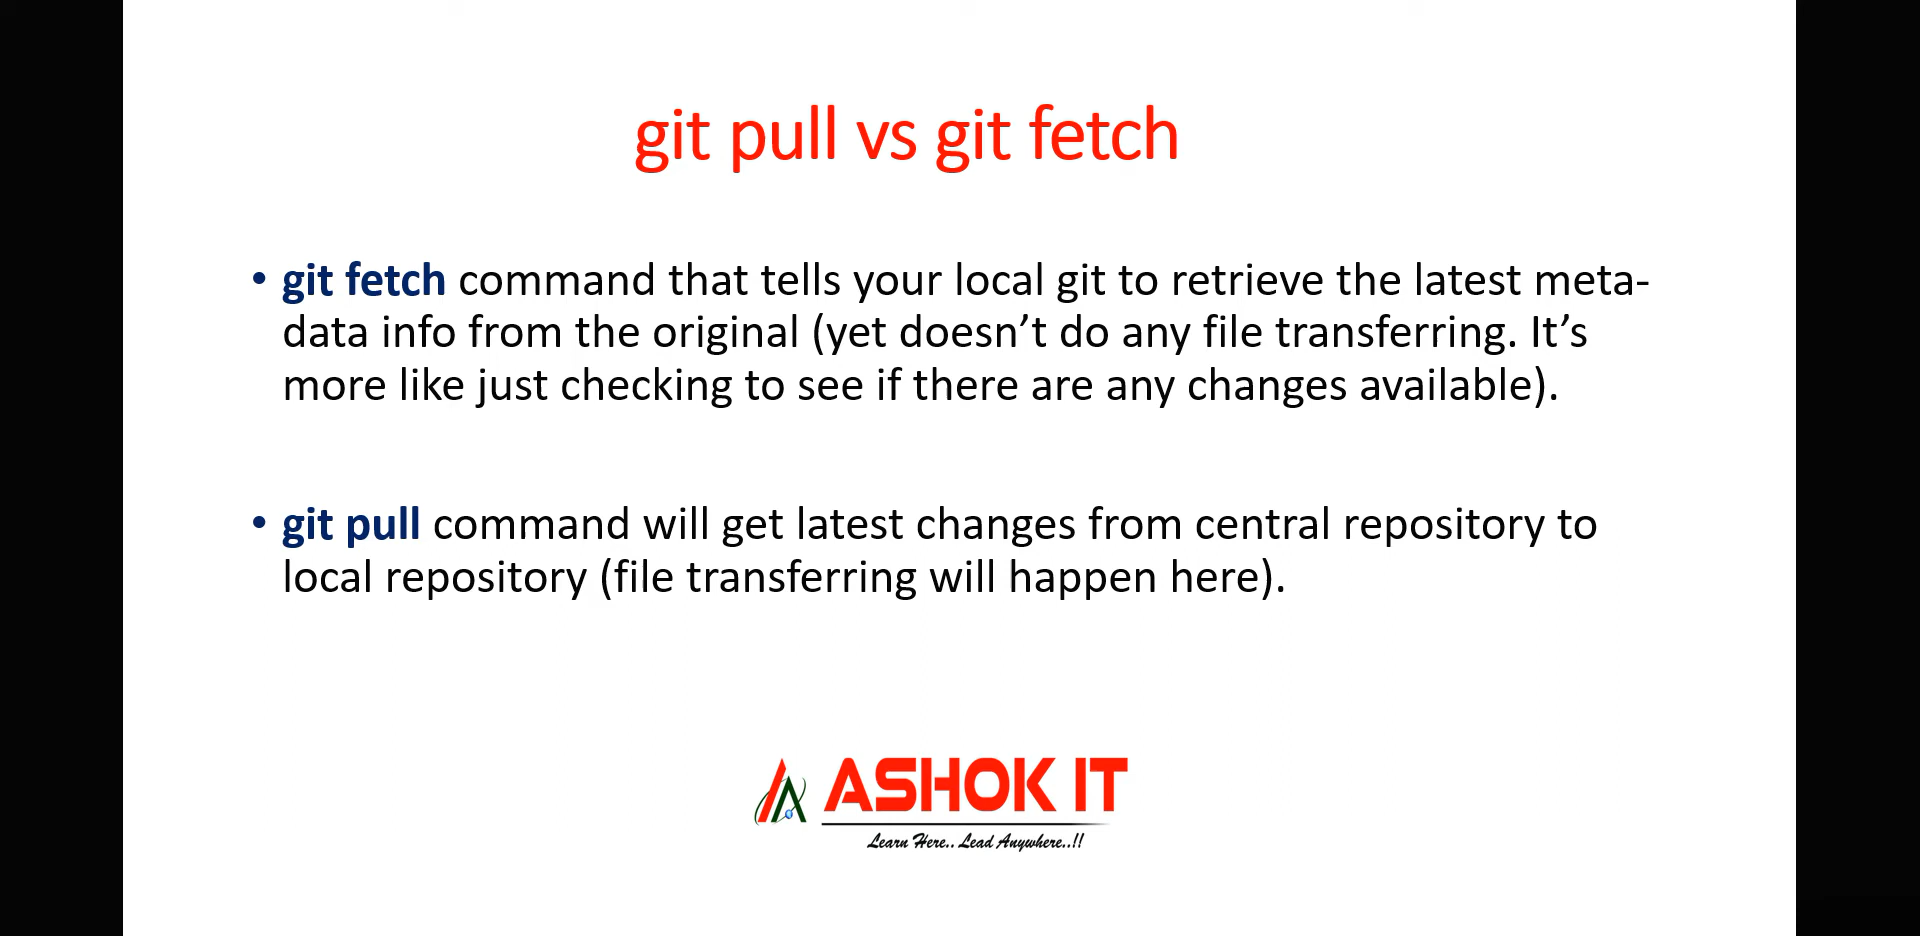 git pull vs git fetch
• git fetch command that tells your local git to retrieve the latest meta-
data info from the original (yet doesn’t do any file transferring. It’s
more like just checking to see if there are any changes available).
• git pull command will get latest changes from central repository to
local repository (file transferring will happen here).
ASHOK IT
Learn Here.. Lead Anywhere..!!